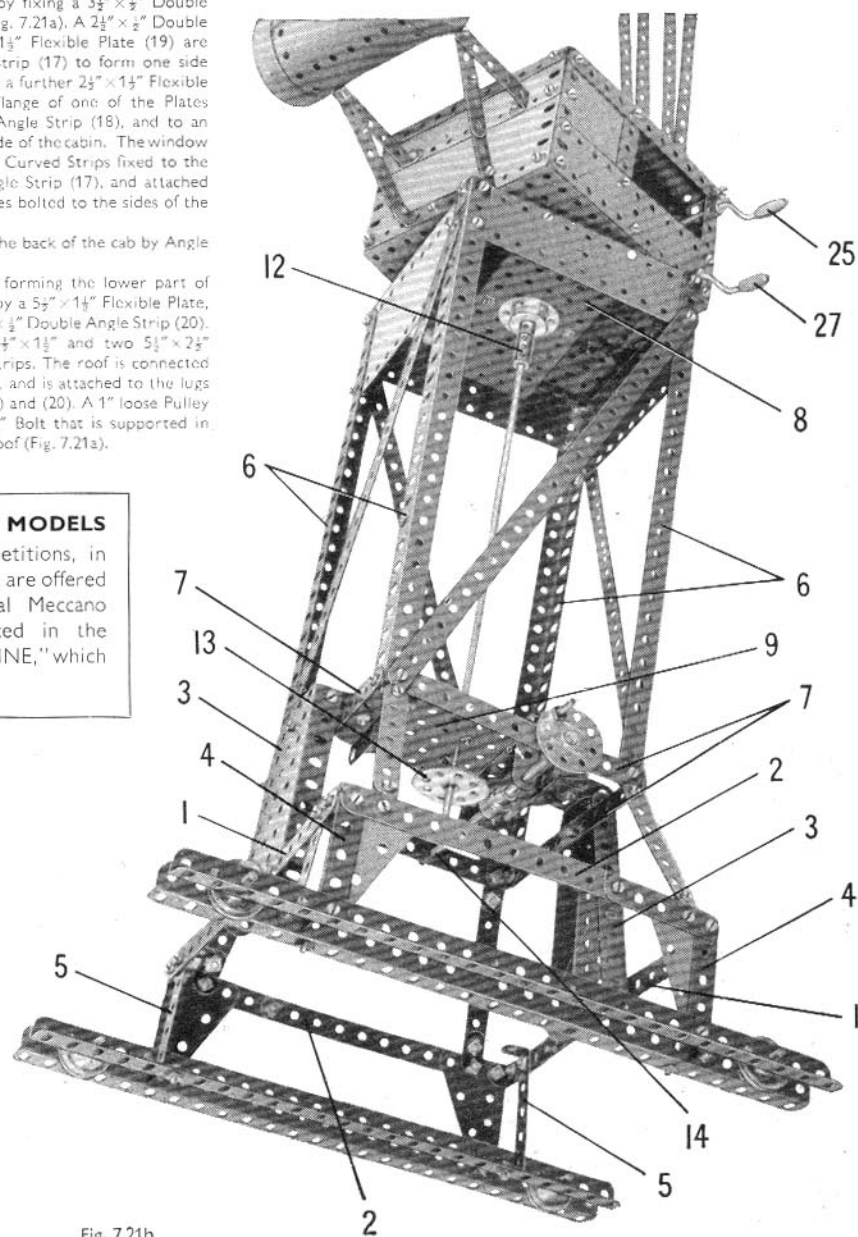 by fixing a 3½″ × ½″ Double
g. 7.21a). A 2½″ × ½″ Double
1½″ Flexible Plate (19) are
trip (17) to form one side
a further 2½″ × 1½″ Flexible
lange of one of the Plates
Angle Strip (18), and to an
de of the cabin. The window
Curved Strips fixed to the
gle Strip (17), and attached
es bolted to the sides of the
he back of the cab by Angle
forming the lower part of
by a 5½″ × 1½″ Flexible Plate,
× ½″ Double Angle Strip (20).
½″ × 1½″ and two 5½″ × 2½″
rips. The roof is connected
, and is attached to the lugs
) and (20). A 1″ loose Pulley
″ Bolt that is supported in
oof (Fig. 7.21a).
MODELS
etitions, in
are offered
al Meccano
ed in the
INE," which
25
12
27
8
6
6
7
13
9
3
7
4
2
1
3
4
5
1
14
5
2
Fig. 7.21b